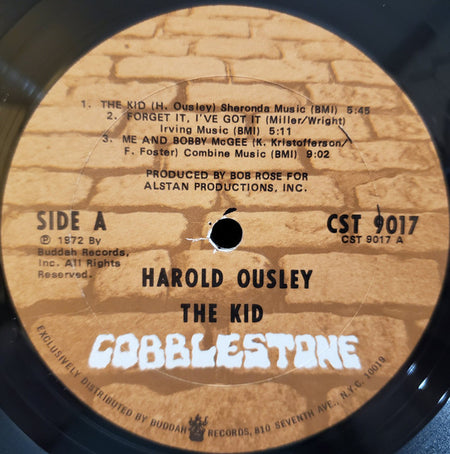 1. THE KID (H. Ousley) Sheronda Music (BMI) 5:45
2. FORGET IT, I'VE GOT IT (Miller/Wright)
Irving Music (BMI) 5:11
3. ME AND BOBBY McGEE (K. Kristofferson/
F. Foster) Combine Music (BMI) 9:02
PRODUCED BY BOB ROSE FOR
ALSTAN PRODUCTIONS, INC.
SIDE A
℗ 1972 By
Buddah Records,
Inc. All Rights
Reserved.
CST 9017
CST 9017 A
HAROLD OUSLEY
THE KID
COBBLESTONE
EXCLUSIVELY DISTRIBUTED BY BUDDAH RECORDS, 810 SEVENTH AVE., N.Y.C. 10019